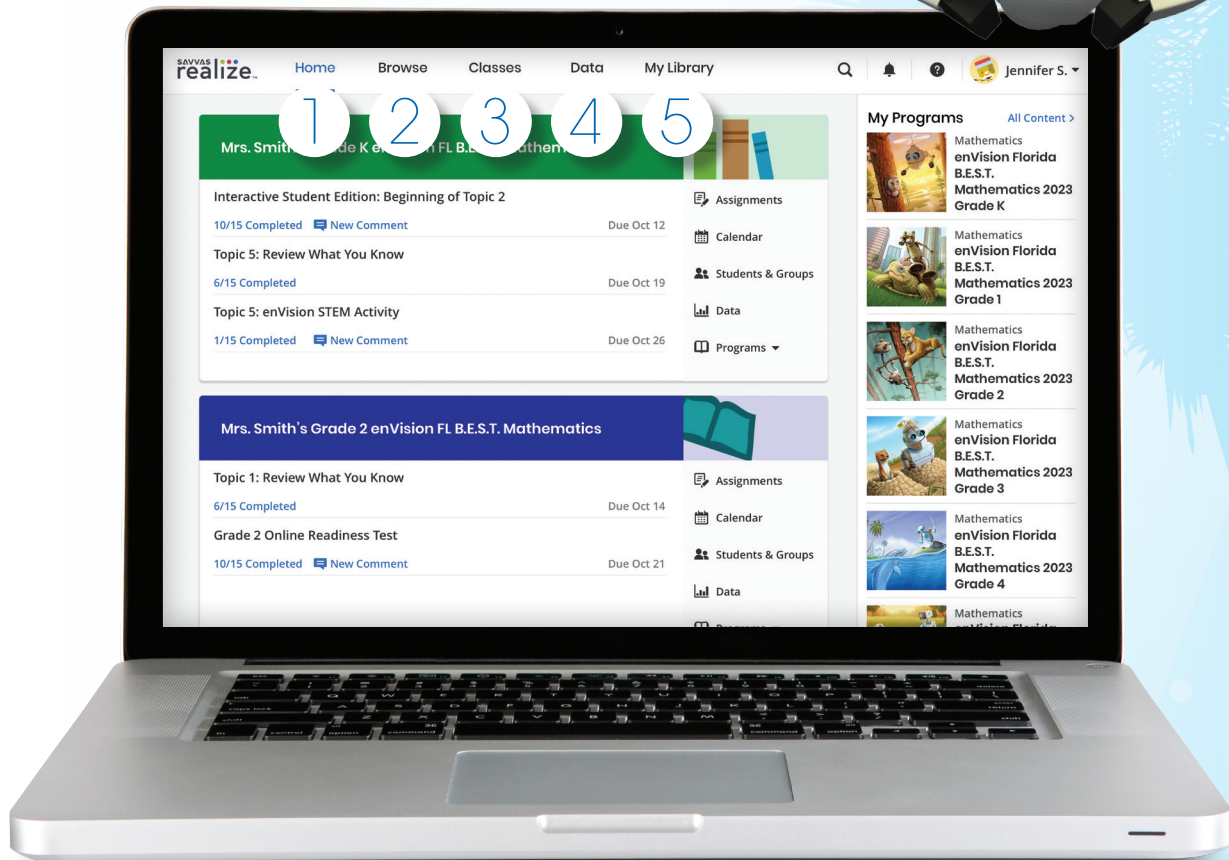 SAVVAS
realize™
Home Browse Classes Data My Library
Jennifer S.
1 2 3 4 5
Mrs. Smith
de K e
ion FL B.E.S.T.
athem
Interactive Student Edition: Beginning of Topic 2
10/15 Completed New Comment Due Oct 12
Topic 5: Review What You Know
6/15 Completed Due Oct 19
Topic 5: enVision STEM Activity
1/15 Completed New Comment Due Oct 26
Assignments
Calendar
Students & Groups
Data
Programs
Mrs. Smith's Grade 2 enVision FL B.E.S.T. Mathematics
Topic 1: Review What You Know
6/15 Completed Due Oct 14
Grade 2 Online Readiness Test
10/15 Completed New Comment Due Oct 21
Assignments
Calendar
Students & Groups
Data
My Programs All Content >
Mathematics
enVision Florida
B.E.S.T.
Mathematics 2023
Grade K
Mathematics
enVision Florida
B.E.S.T.
Mathematics 2023
Grade 1
Mathematics
enVision Florida
B.E.S.T.
Mathematics 2023
Grade 2
Mathematics
enVision Florida
B.E.S.T.
Mathematics 2023
Grade 3
Mathematics
enVision Florida
B.E.S.T.
Mathematics 2023
Grade 4
Mathematics